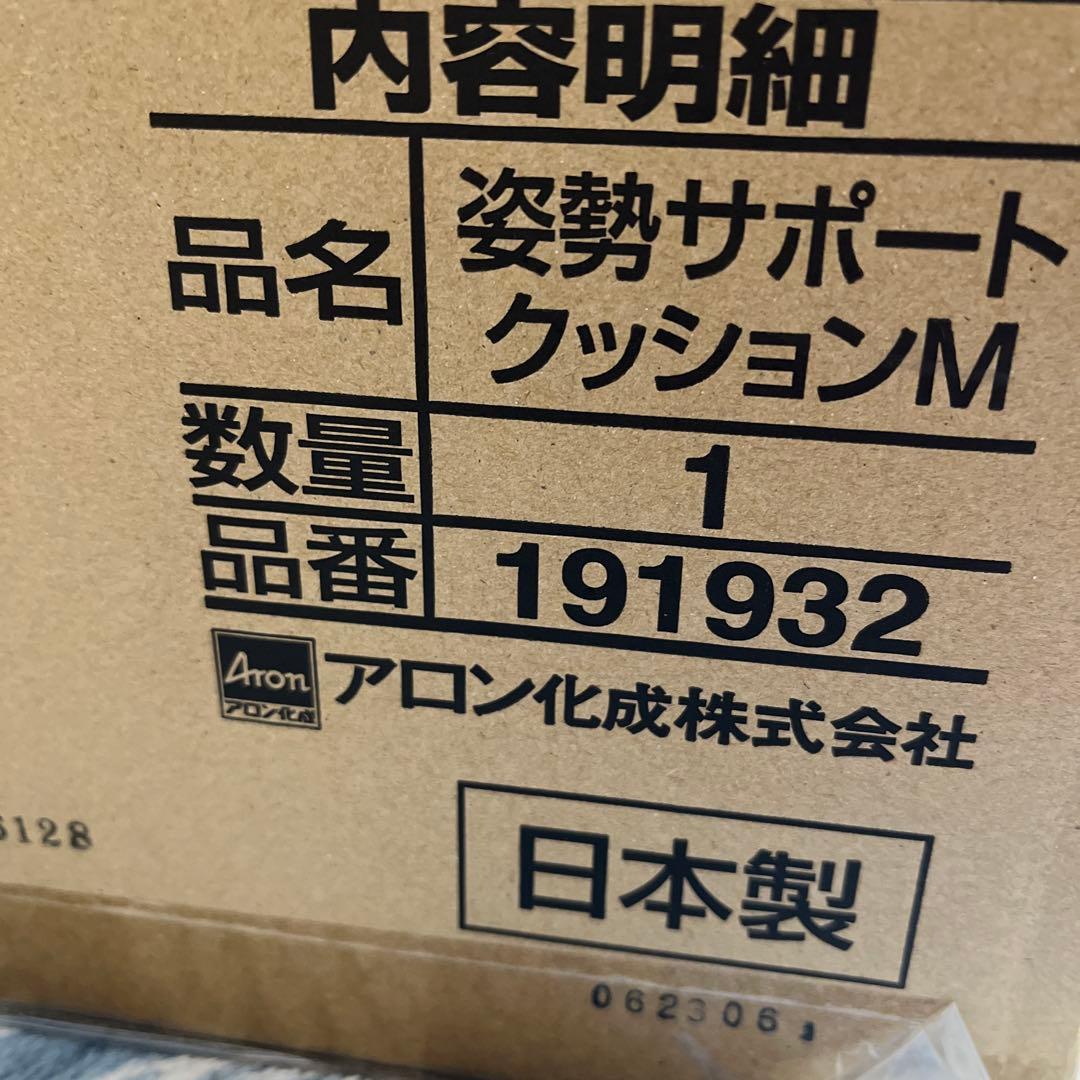 内容明細
品名 姿勢サポート
クッションM
数量 1
品番 191932
Aron
アロン化成
アロン化成株式会社
6128
日本製
062306